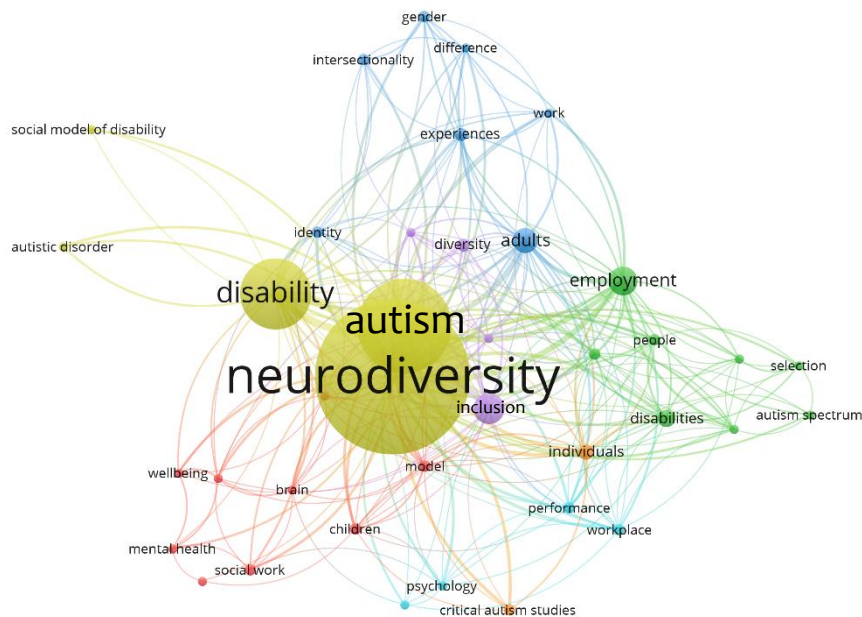 gender
difference
intersectionality
work
social model of disability
experiences
identity
diversity
adults
autistic disorder
disability
employment
autism
people
selection
neurodiversity
inclusion
disabilities
autism spectrum
individuals
model
wellbeing
brain
performance
children
workplace
mental health
social work
psychology
critical autism studies